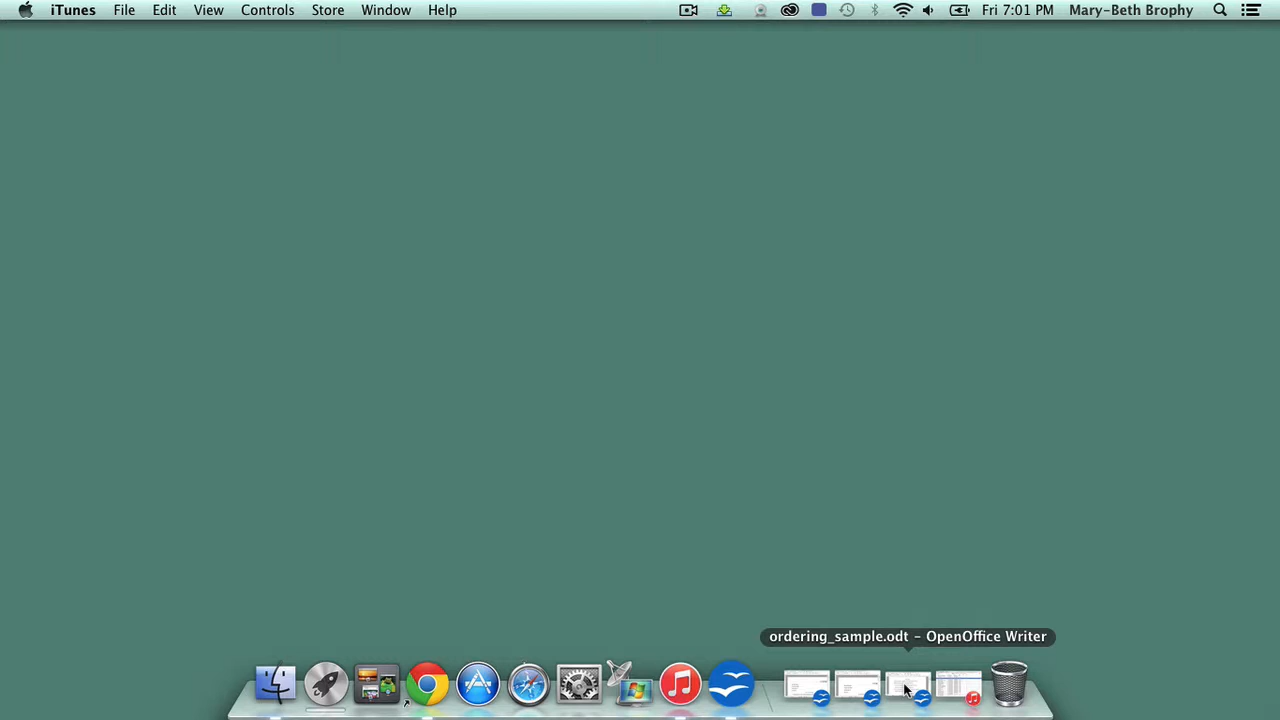 iTunes File Edit View Controls Store Window Help Fri 7:01 PM Mary-Beth Brophy
ordering_sample.odt – OpenOffice Writer